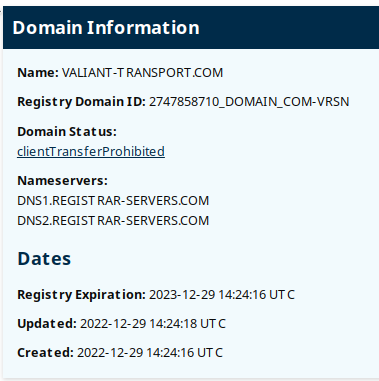 Domain Information
Name: VALIANT-TRANSPORT.COM
Registry Domain ID: 2747858710_DOMAIN_COM-VRSN
Domain Status:
clientTransferProhibited
Nameservers:
DNS1.REGISTRAR-SERVERS.COM
DNS2.REGISTRAR-SERVERS.COM
Dates
Registry Expiration: 2023-12-29 14:24:16 UTC
Updated: 2022-12-29 14:24:18 UTC
Created: 2022-12-29 14:24:16 UTC